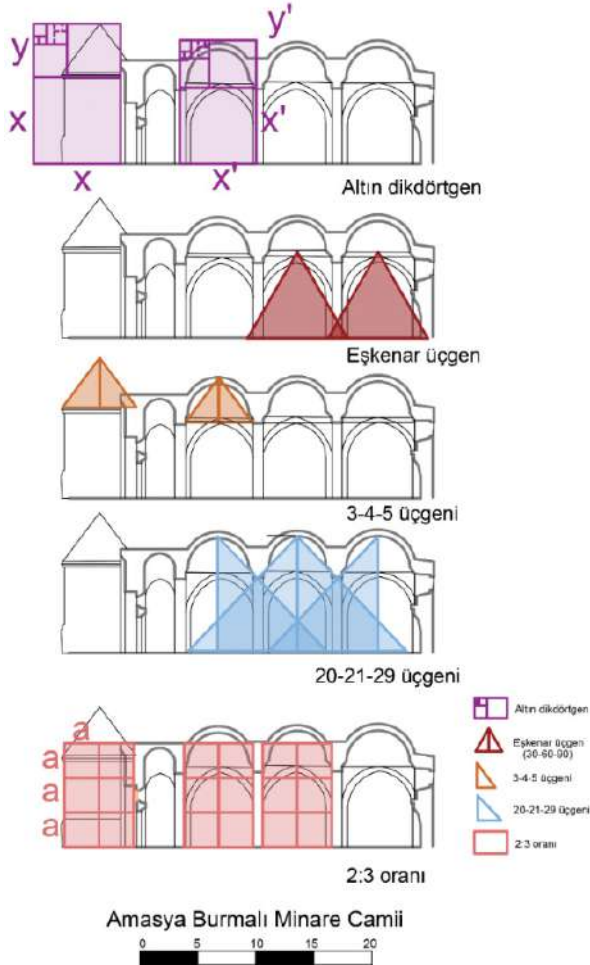 y
x
x
y'
x'
x'
Altın dikdörtgen
Eşkenar üçgen
3-4-5 üçgeni
20-21-29 üçgeni
a
a
a
a
2:3 oranı
Altın dikdörtgen
Eşkenar üçgen
(30-60-90)
3-4-5 üçgeni
20-21-29 üçgeni
2:3 oranı
Amasya Burmalı Minare Camii
0 5 10 15 20